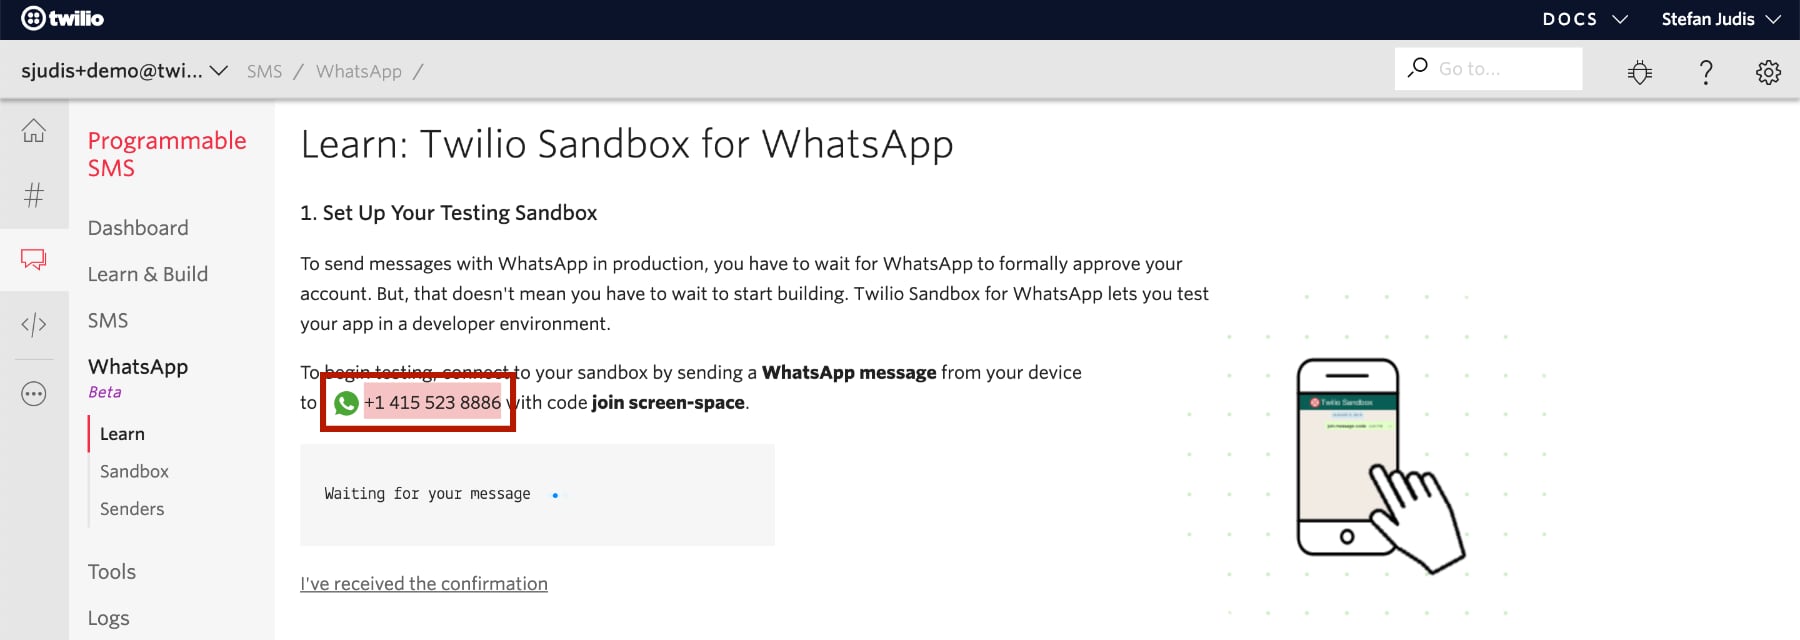 twilio
DOCS
Stefan Judis
sjudis+demo@twi...
SMS / WhatsApp /
Go to...
Programmable
SMS
Dashboard
Learn & Build
SMS
WhatsApp
Beta
Learn
Sandbox
Senders
Tools
Logs
Learn: Twilio Sandbox for WhatsApp
1. Set Up Your Testing Sandbox
To send messages with WhatsApp in production, you have to wait for WhatsApp to formally approve your
account. But, that doesn't mean you have to wait to start building. Twilio Sandbox for WhatsApp lets you test
your app in a developer environment.
To begin testing, connect to your sandbox by sending a WhatsApp message from your device
to +1 415 523 8886 with code join screen-space.
Waiting for your message
I've received the confirmation
Twilio Sandbox